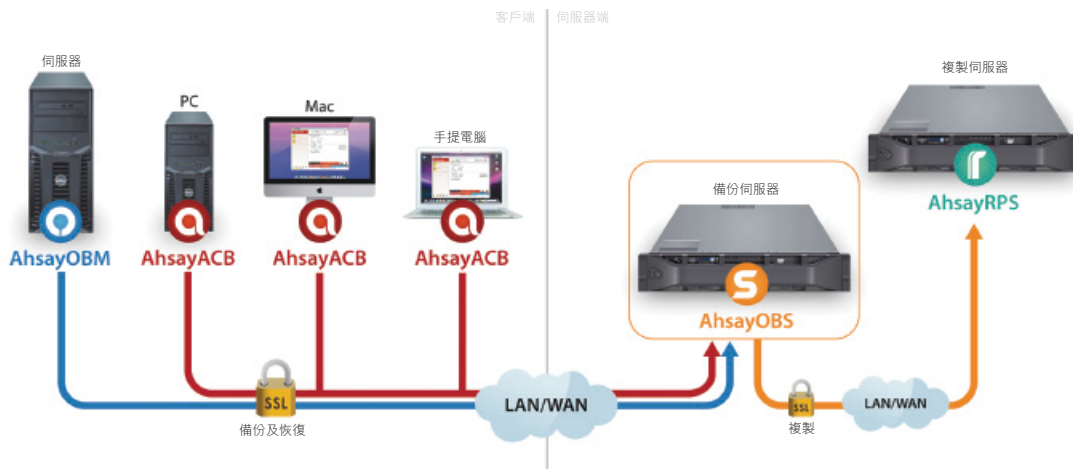 客戶端
伺服器端
伺服器
PC
Mac
手提電腦
AhsayOBM
AhsayACB
AhsayACB
AhsayACB
SSL
備份及恢復
LAN/WAN
備份伺服器
AhsayOBS
複製伺服器
AhsayRPS
SSL
複製
LAN/WAN